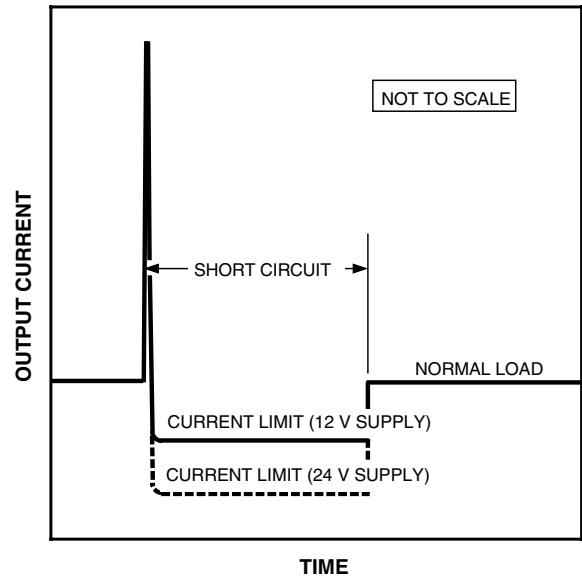 NOT TO SCALE
OUTPUT CURRENT
SHORT CIRCUIT
NORMAL LOAD
CURRENT LIMIT (12 V SUPPLY)
CURRENT LIMIT (24 V SUPPLY)
TIME